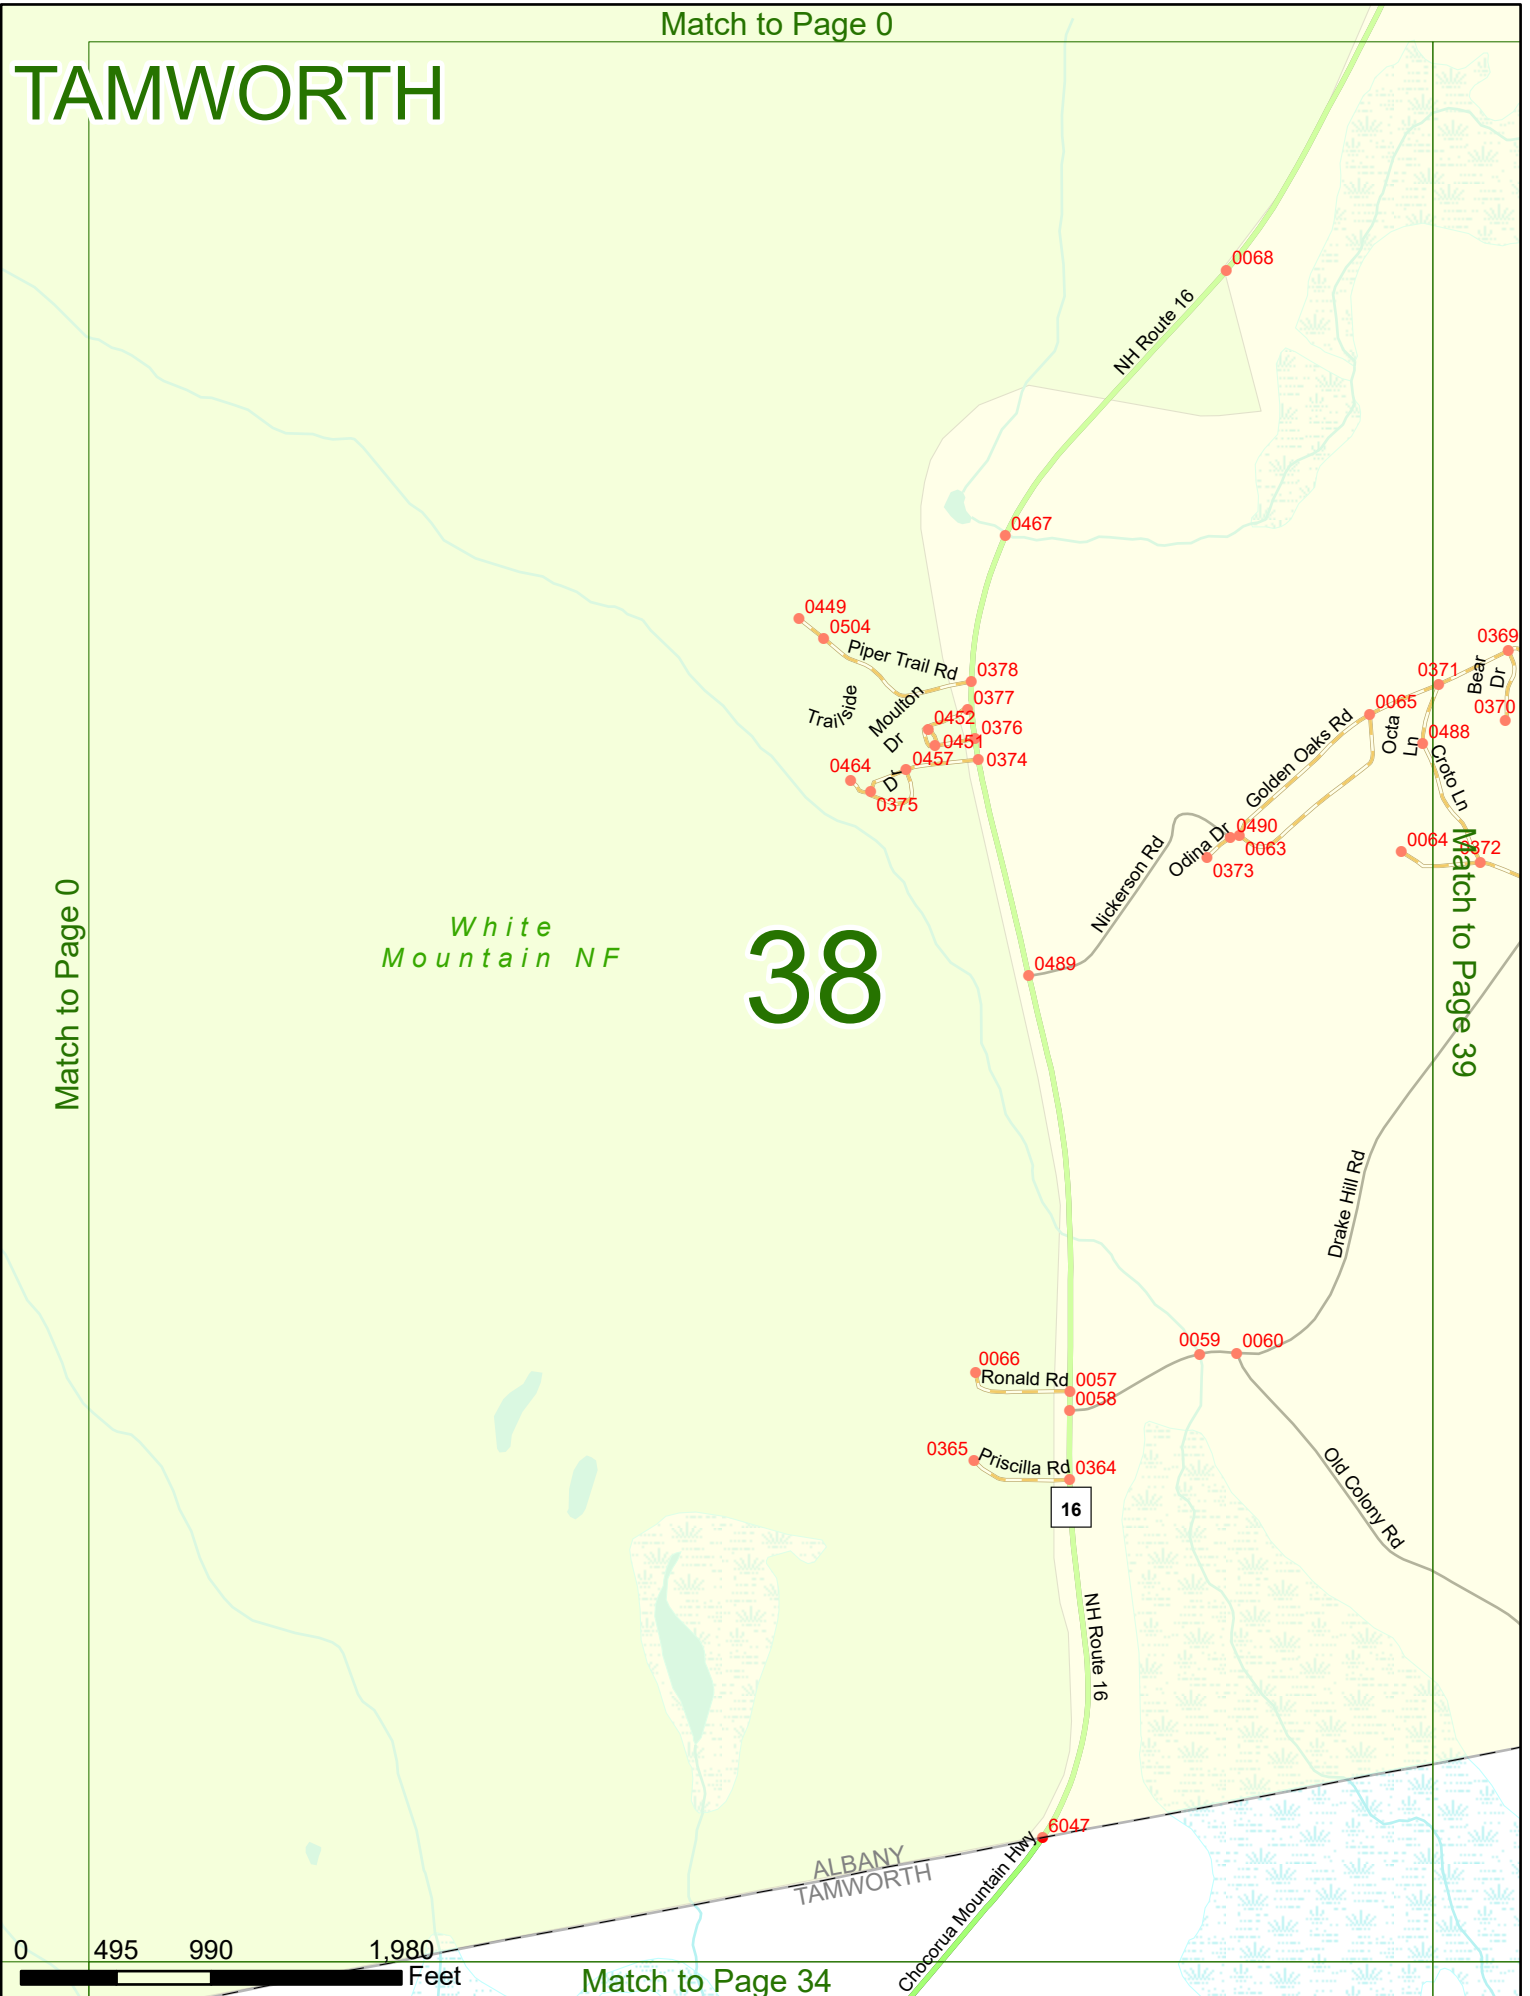 Match to Page 0
TAMWORTH
0068
NH Route 16
0467
0449
0504
Piper Trail Rd
0378
0377
Trailside
Dr
Moulton
Dr
0452
0376
0451
0374
0457
0464
0375
0369
0371
Bear
Dr
0370
0065
Octa
Ln
0488
Golden Oaks Rd
Croto Ln
0490
0063
Odina Dr
0373
0064
0372
Nickerson Rd
0489
White
Mountain NF
38
Match to Page 0
Match to Page 39
Drake Hill Rd
0059
0060
0066
Ronald Rd
0057
0058
0365
Priscilla Rd
0364
16
Old Colony Rd
NH Route 16
6047
ALBANY
TAMWORTH
Chocorua Mountain Hwy
0 495 990 1,980
Feet
Match to Page 34